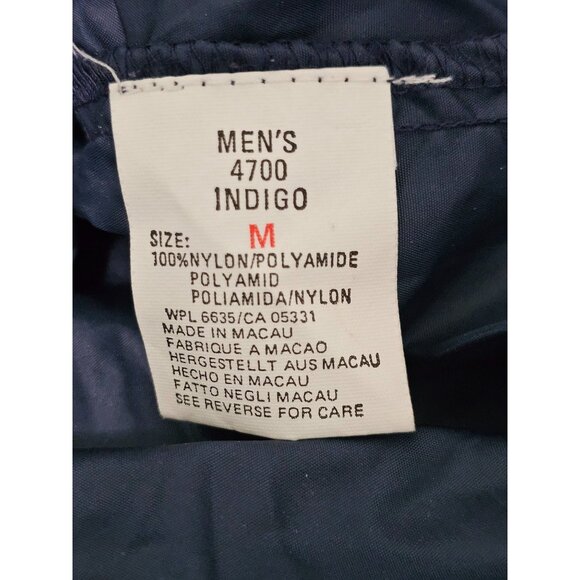 MEN'S
4700
INDIGO
SIZE: M
100%NYLON/POLYAMIDE
POLYAMID
POLIAMIDA/NYLON
WPL 6635/CA 05331
MADE IN MACAU
FABRIQUE A MACAO
HERGESTELLT AUS MACAU
HECHO EN MACAU
FATTO NEGLI MACAU
SEE REVERSE FOR CARE